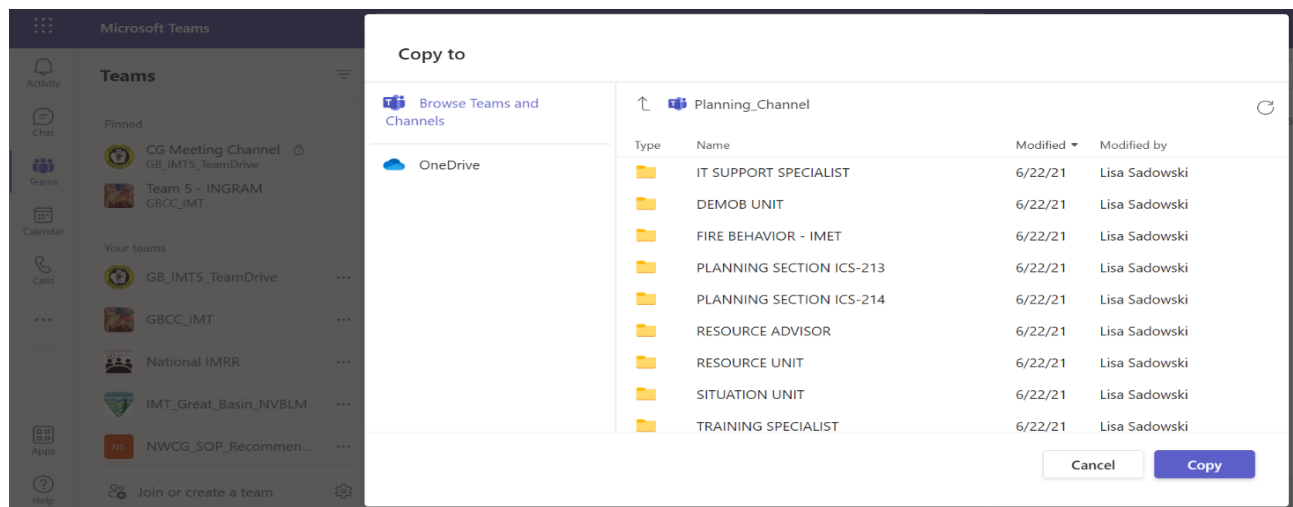 Microsoft Teams
Activity
Chat
Teams
Calendar
Calls
Apps
Help
Teams
Pinned
CG Meeting Channel
GB_IMT5_TeamDrive
Team 5 - INGRAM
GBCC_IMT
Your teams
GB_IMT5_TeamDrive
GBCC_IMT
National IMRR
IMT_Great_Basin_NVBLM
NS NWCG_SOP_Recommen...
Join or create a team
Copy to
Browse Teams and
Channels
OneDrive
Planning_Channel
Type Name Modified Modified by
IT SUPPORT SPECIALIST 6/22/21 Lisa Sadowski
DEMOB UNIT 6/22/21 Lisa Sadowski
FIRE BEHAVIOR - IMET 6/22/21 Lisa Sadowski
PLANNING SECTION ICS-213 6/22/21 Lisa Sadowski
PLANNING SECTION ICS-214 6/22/21 Lisa Sadowski
RESOURCE ADVISOR 6/22/21 Lisa Sadowski
RESOURCE UNIT 6/22/21 Lisa Sadowski
SITUATION UNIT 6/22/21 Lisa Sadowski
TRAINING SPECIALIST 6/22/21 Lisa Sadowski
Cancel Copy